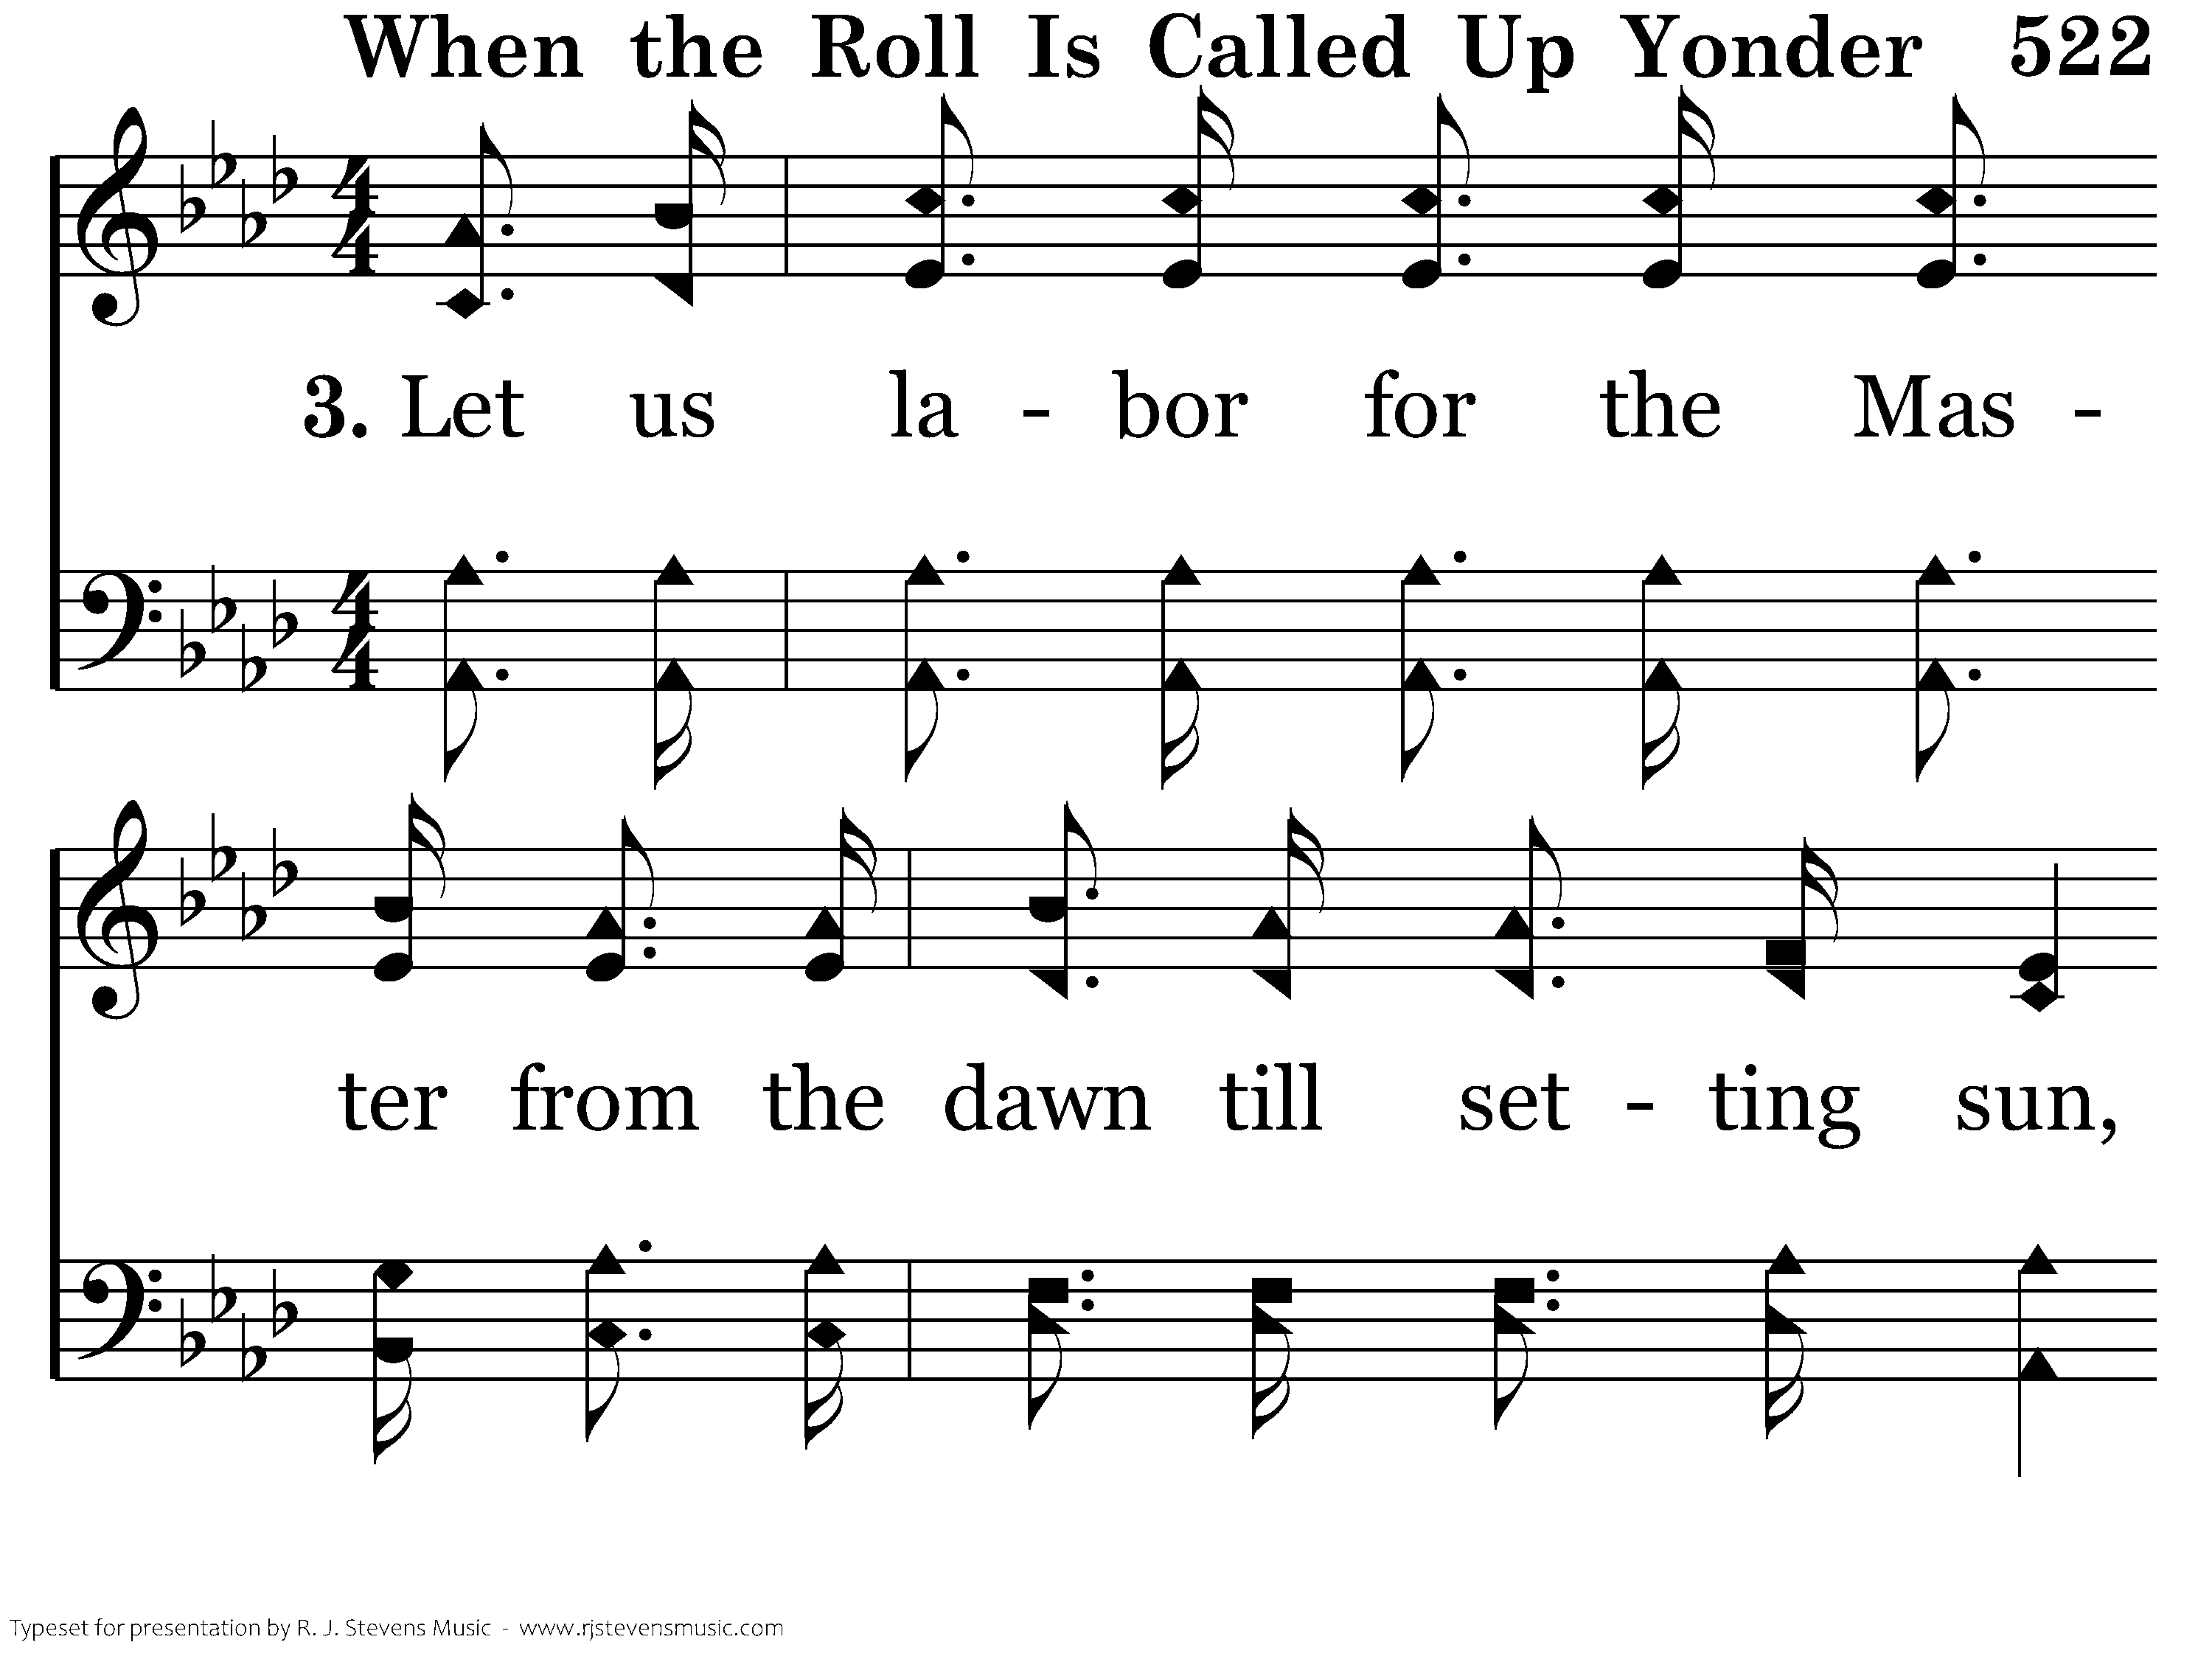 When the Roll Is Called Up Yonder 522
3. Let us la - bor for the Mas -
ter from the dawn till set - ting sun,
Typeset for presentation by R. J. Stevens Music - www.rjstevensmusic.com